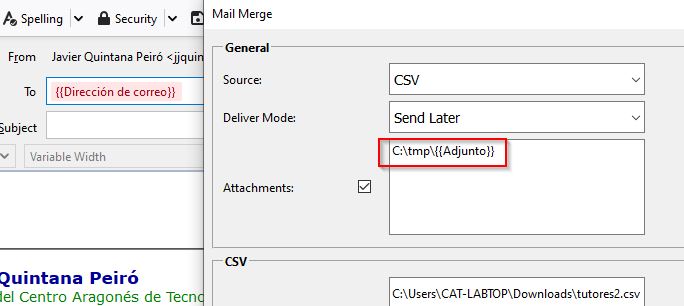 Spelling
Security
From
Javier Quintana Peiró <jjquin
To
{{Dirección de correo}}
Subject
Variable Width
Quintana Peiró
del Centro Aragonés de Tecno
Mail Merge
General
Source:
CSV
Deliver Mode:
Send Later
Attachments:
C:\tmp\{{Adjunto}}
CSV
C:\Users\CAT-LABTOP\Downloads\tutores2.csv